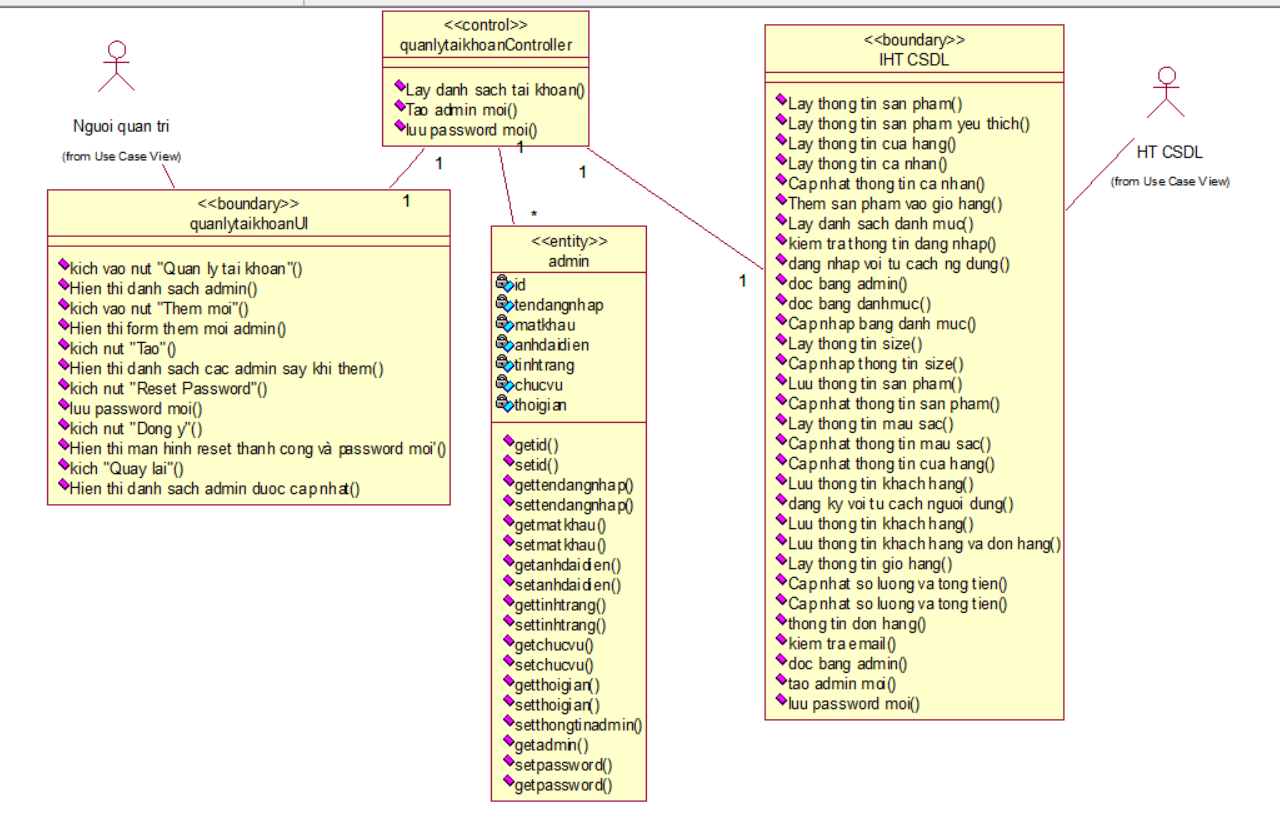 Nguoi quan tri
(from Use Case View)
<<control>>
quanlytaikhoanController
Lay danh sach tai khoan()
Tao admin moi()
luu password moi()
1
1
1
1
*
1
<<boundary>>
quanlytaikhoanUI
kich vao nut "Quan ly tai khoan"()
Hien thi danh sach admin()
kich vao nut "Them moi"()
Hien thi form them moi admin()
kich nut "Tao"()
Hien thi danh sach cac admin say khi them()
kich nut "Reset Password"()
luu password moi()
kich nut "Dong y"()
Hien thi man hinh reset thanh cong và password moi'()
kich "Quay lai"()
Hien thi danh sach admin duoc cap nhat()
<<entity>>
admin
id
tendangnhap
matkhau
anhdaidien
tinhtrang
chucvu
thoigian
getid()
setid()
gettendangnhap()
settendangnhap()
getmatkhau()
setmatkhau()
getanhdaidien()
setanhdaidien()
gettinhtrang()
settinhtrang()
getchucvu()
setchucvu()
getthoigian()
setthoigian()
setthongtinadmin()
getadmin()
setpassword()
getpassword()
<<boundary>>
IHT CSDL
Lay thong tin san pham()
Lay thong tin san pham yeu thich()
Lay thong tin cua hang()
Lay thong tin ca nhan()
Cap nhat thong tin ca nhan()
Them san pham vao gio hang()
Lay danh sach danh muc()
kiem tra thong tin dang nhap()
dang nhap voi tu cach ng dung()
doc bang admin()
doc bang danhmuc()
Cap nhap bang danh muc()
Lay thong tin size()
Cap nhap thong tin size()
Luu thong tin san pham()
Cap nhat thong tin san pham()
Lay thong tin mau sac()
Cap nhat thong tin mau sac()
Cap nhat thong tin cua hang()
Luu thong tin khach hang()
dang ky voi tu cach nguoi dung()
Luu thong tin khach hang()
Luu thong tin khach hang va don hang()
Lay thong tin gio hang()
Cap nhat so luong va tong tien()
Cap nhat so luong va tong tien()
thong tin don hang()
kiem tra email()
doc bang admin()
tao admin moi()
luu password moi()
HT CSDL
(from Use Case View)